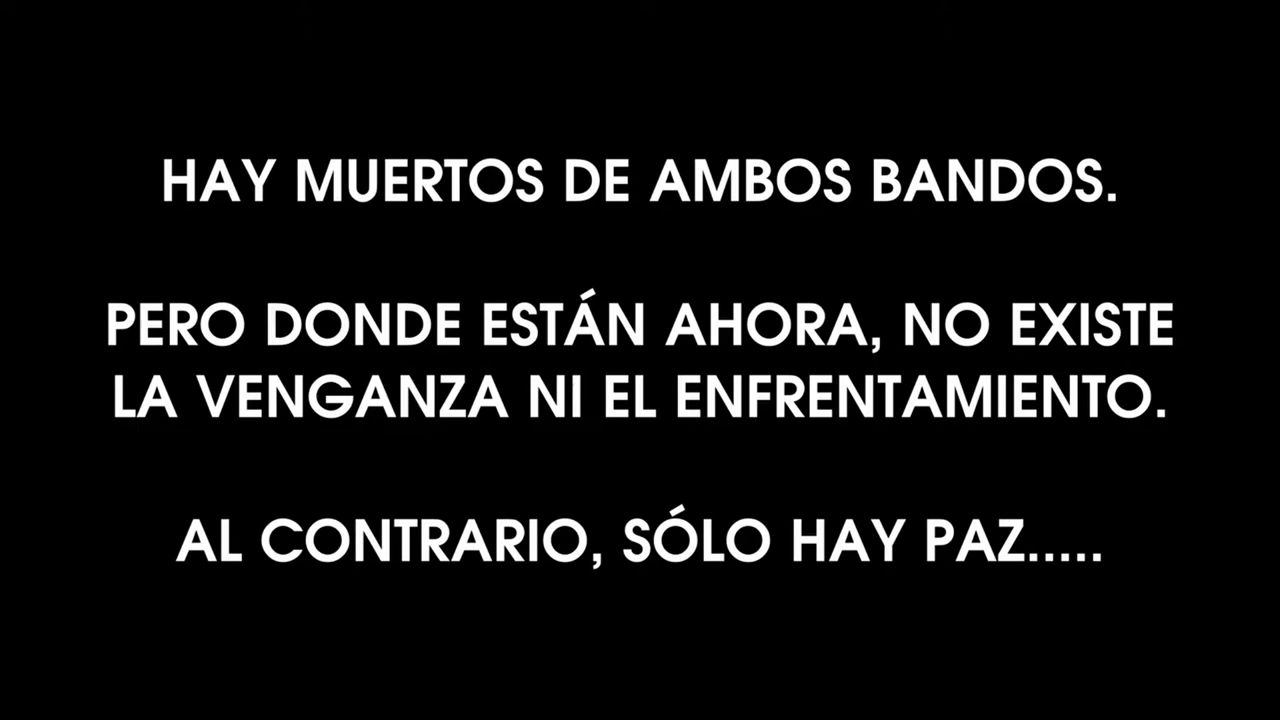 HAY MUERTOS DE AMBOS BANDOS.
PERO DONDE ESTÁN AHORA, NO EXISTE
LA VENGANZA NI EL ENFRENTAMIENTO.
AL CONTRARIO, SÓLO HAY PAZ.....